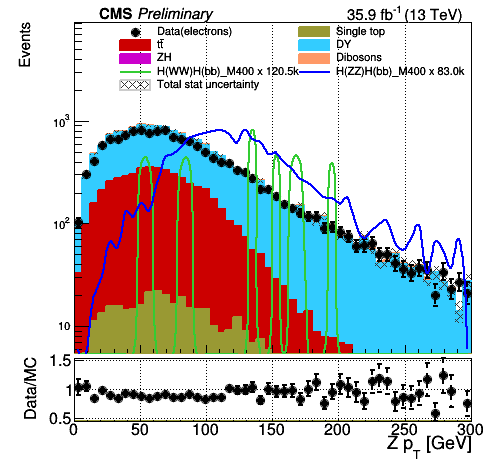 CMS Preliminary 35.9 fb⁻¹ (13 TeV)
Data(electrons) Single top
tt̄ DY
ZH Dibosons
H(WW)H(bb)_M400 x 120.5k H(ZZ)H(bb)_M400 x 83.0k
Total stat uncertainty
Events
10³
10²
10
Data/MC
1.5
1.0
0.5
0 50 100 150 200 250 300
Z p_T [GeV]